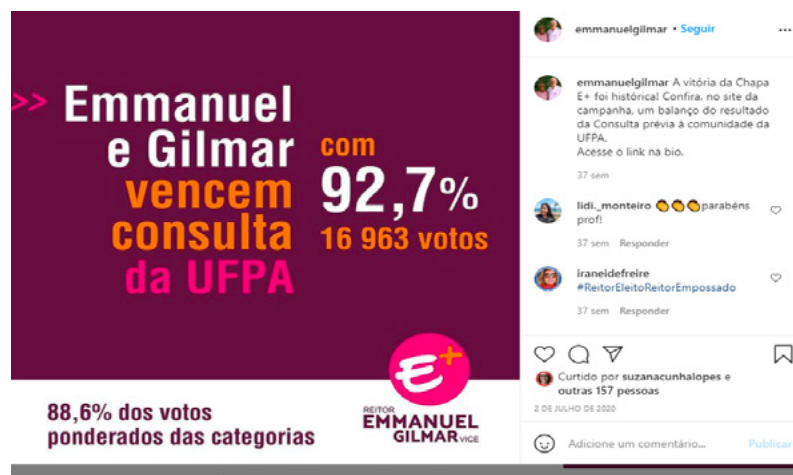 >> Emmanuel
e Gilmar
vencem
consulta
da UFPA
com
92,7%
16 963 votos
88,6% dos votos
ponderados das categorias
E+
REITOR
EMMANUEL
GILMAR VICE
emmanuelgilmar • Seguir
...
emmanuelgilmar A vitória da Chapa
E+ foi histórica! Confira, no site da
campanha, um balanço do resultado
da Consulta prévia à comunidade da
UFPA.
Acesse o link na bio.
37 sem
lidi._monteiro 👏👏👏parabéns
prof!
37 sem Responder
iraneidefreire
#ReitorEleitoReitorEmpossado
37 sem Responder
Curtido por suzanacunhalopes e
outras 157 pessoas
2 DE JULHO DE 2020
Adicione um comentário... Publicar